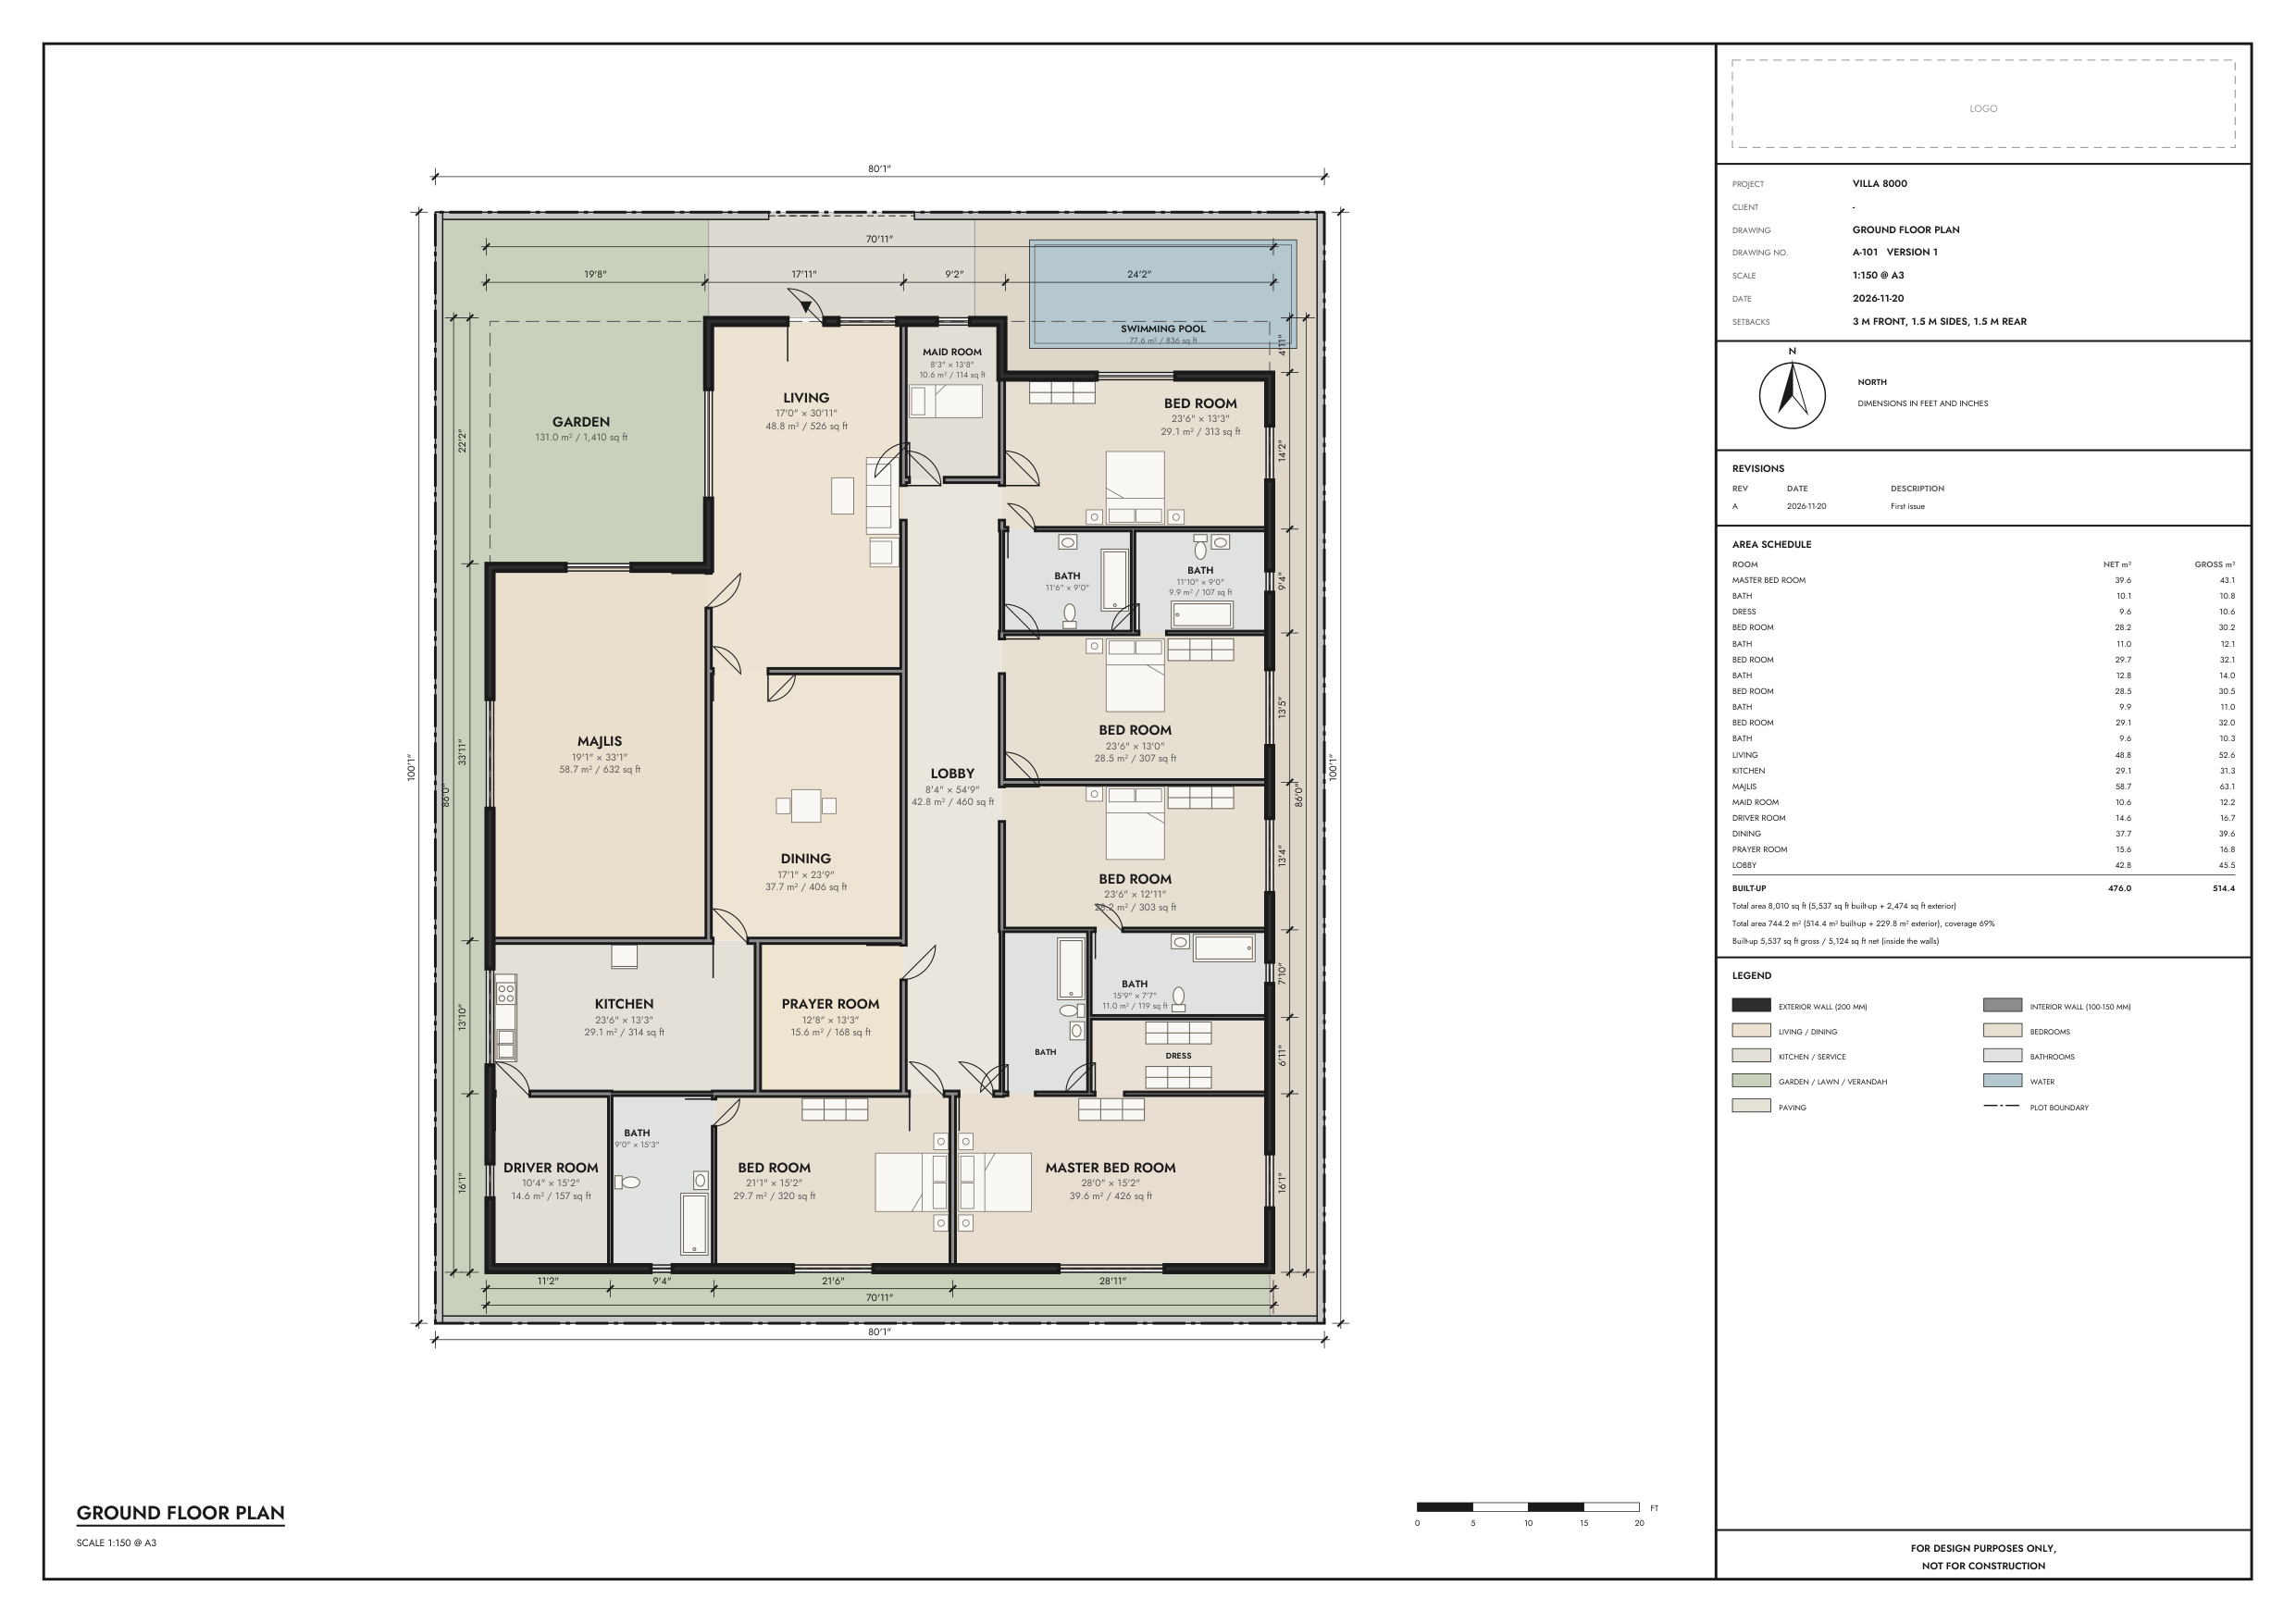 80'1"
70'11"
19'8"
17'11"
9'2"
24'2"
SWIMMING POOL
77.6 m² / 836 sq ft
4'11"
MAID ROOM
8'3" × 13'8"
10.6 m² / 114 sq ft
LIVING
17'0" × 30'11"
48.8 m² / 526 sq ft
BED ROOM
23'6" × 13'3"
29.1 m² / 313 sq ft
GARDEN
131.0 m² / 1,410 sq ft
22'2"
14'2"
BATH
11'6" × 9'0"
BATH
11'10" × 9'0"
9.9 m² / 107 sq ft
9'4"
MAJLIS
19'1" × 33'1"
58.7 m² / 632 sq ft
33'11"
BED ROOM
23'6" × 13'0"
28.5 m² / 307 sq ft
13'5"
100'1"
86'0"
LOBBY
8'4" × 54'9"
42.8 m² / 460 sq ft
86'0"
100'1"
DINING
17'1" × 23'9"
37.7 m² / 406 sq ft
BED ROOM
23'6" × 12'11"
28.2 m² / 303 sq ft
13'4"
KITCHEN
23'6" × 13'3"
29.1 m² / 314 sq ft
13'10"
PRAYER ROOM
12'8" × 13'3"
15.6 m² / 168 sq ft
BATH
15'9" × 7'7"
11.0 m² / 119 sq ft
7'10"
BATH
DRESS
6'11"
BATH
9'0" × 15'3"
DRIVER ROOM
10'4" × 15'2"
14.6 m² / 157 sq ft
16'1"
BED ROOM
21'1" × 15'2"
29.7 m² / 320 sq ft
MASTER BED ROOM
28'0" × 15'2"
39.6 m² / 426 sq ft
16'1"
11'2"
9'4"
21'6"
28'11"
70'11"
80'1"
GROUND FLOOR PLAN
SCALE 1:150 @ A3
FT
0 5 10 15 20
LOGO
PROJECT VILLA 8000
CLIENT -
DRAWING GROUND FLOOR PLAN
DRAWING NO. A-101 VERSION 1
SCALE 1:150 @ A3
DATE 2026-11-20
SETBACKS 3 M FRONT, 1.5 M SIDES, 1.5 M REAR
N
NORTH
DIMENSIONS IN FEET AND INCHES
REVISIONS
REV DATE DESCRIPTION
A 2026-11-20 First issue
AREA SCHEDULE
ROOM NET m² GROSS m²
MASTER BED ROOM 39.6 43.1
BATH 10.1 10.8
DRESS 9.6 10.6
BED ROOM 28.2 30.2
BATH 11.0 12.1
BED ROOM 29.7 32.1
BATH 12.8 14.0
BED ROOM 28.5 30.5
BATH 9.9 11.0
BED ROOM 29.1 32.0
BATH 9.6 10.3
LIVING 48.8 52.6
KITCHEN 29.1 31.3
MAJLIS 58.7 63.1
MAID ROOM 10.6 12.2
DRIVER ROOM 14.6 16.7
DINING 37.7 39.6
PRAYER ROOM 15.6 16.8
LOBBY 42.8 45.5
BUILT-UP 476.0 514.4
Total area 8,010 sq ft (5,537 sq ft built-up + 2,474 sq ft exterior)
Total area 744.2 m² (514.4 m² built-up + 229.8 m² exterior), coverage 69%
Built-up 5,537 sq ft gross / 5,124 sq ft net (inside the walls)
LEGEND
EXTERIOR WALL (200 MM) INTERIOR WALL (100-150 MM)
LIVING / DINING BEDROOMS
KITCHEN / SERVICE BATHROOMS
GARDEN / LAWN / VERANDAH WATER
PAVING PLOT BOUNDARY
FOR DESIGN PURPOSES ONLY,
NOT FOR CONSTRUCTION